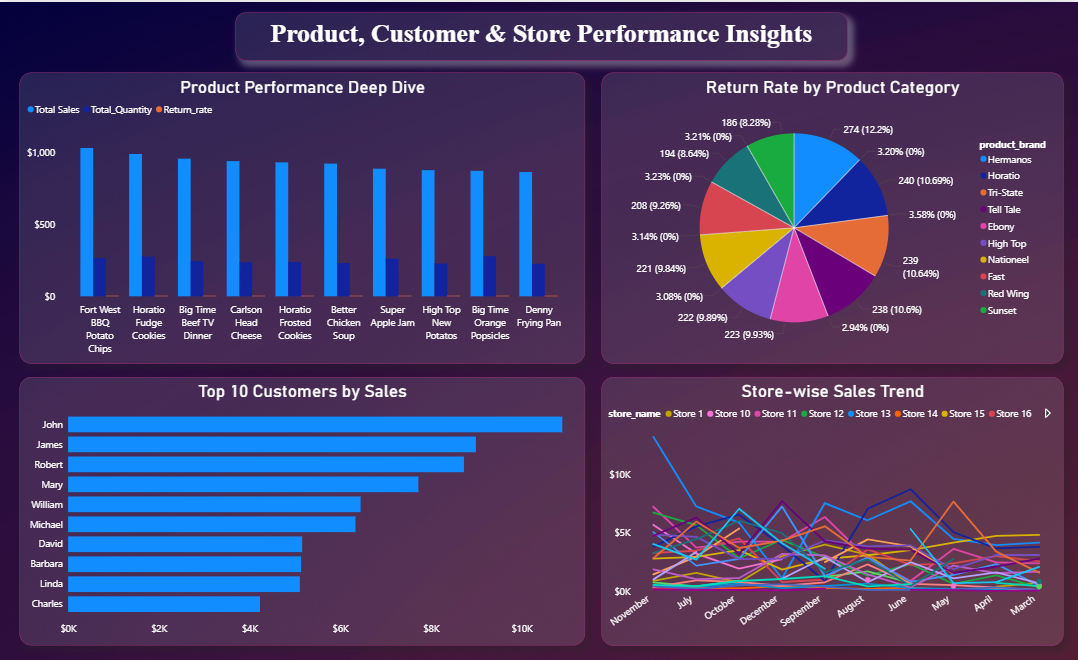 Product, Customer & Store Performance Insights
Product Performance Deep Dive
Total Sales Total_Quantity Return_rate
$1,000
$500
$0
Fort West
BBQ
Potato
Chips
Horatio
Fudge
Cookies
Big Time
Beef TV
Dinner
Carlson
Head
Cheese
Horatio
Frosted
Cookies
Better
Chicken
Soup
Super
Apple Jam
High Top
New
Potatos
Big Time
Orange
Popsicles
Denny
Frying Pan
Return Rate by Product Category
186 (8.28%)
3.21% (0%)
194 (8.64%)
3.23% (0%)
208 (9.26%)
3.14% (0%)
221 (9.84%)
3.08% (0%)
222 (9.89%)
223 (9.93%)
274 (12.2%)
3.20% (0%)
240 (10.69%)
3.58% (0%)
239
(10.64%)
238 (10.6%)
2.94% (0%)
product_brand
Hermanos
Horatio
Tri-State
Tell Tale
Ebony
High Top
Nationeel
Fast
Red Wing
Sunset
Top 10 Customers by Sales
John
James
Robert
Mary
William
Michael
David
Barbara
Linda
Charles
$0K $2K $4K $6K $8K $10K
Store-wise Sales Trend
store_name Store 1 Store 10 Store 11 Store 12 Store 13 Store 14 Store 15 Store 16
$10K
$5K
$0K
November July October December September August June May April March